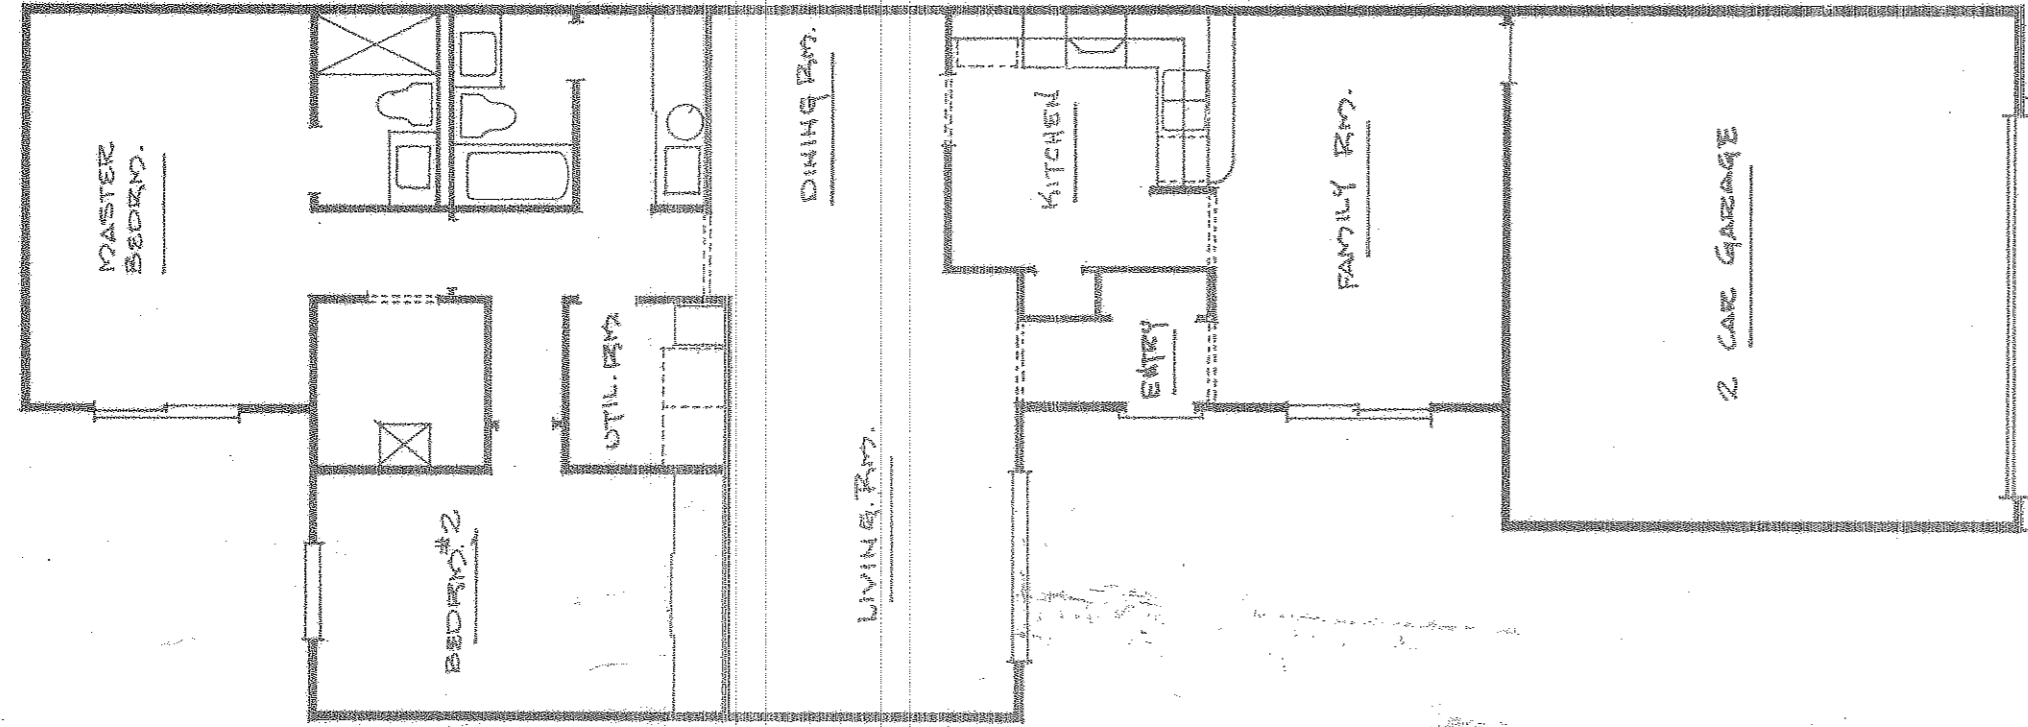 MASTER
BEDRM.
BEDRM. #2
UTIL. RM
DINING RM.
LIVING. RM.
KITCHEN
ENTRY
FAMILY RM.
2 CAR GARAGE